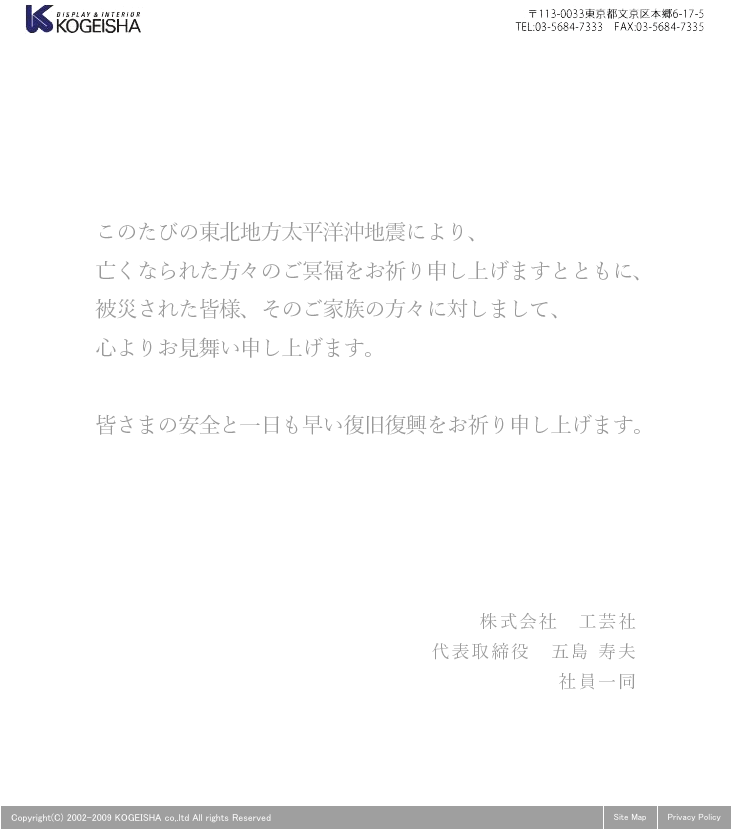 DISPLAY & INTERIOR
KOGEISHA
〒113-0033東京都文京区本郷6-17-5
TEL:03-5684-7333　FAX:03-5684-7335
このたびの東北地方太平洋沖地震により、
亡くなられた方々のご冥福をお祈り申し上げますとともに、
被災された皆様、そのご家族の方々に対しまして、
心よりお見舞い申し上げます。
皆さまの安全と一日も早い復旧復興をお祈り申し上げます。
株式会社　工芸社
代表取締役　五島 寿夫
社員一同
Copyright(C) 2002-2009 KOGEISHA co,.ltd All rights Reserved
Site Map
Privacy Policy